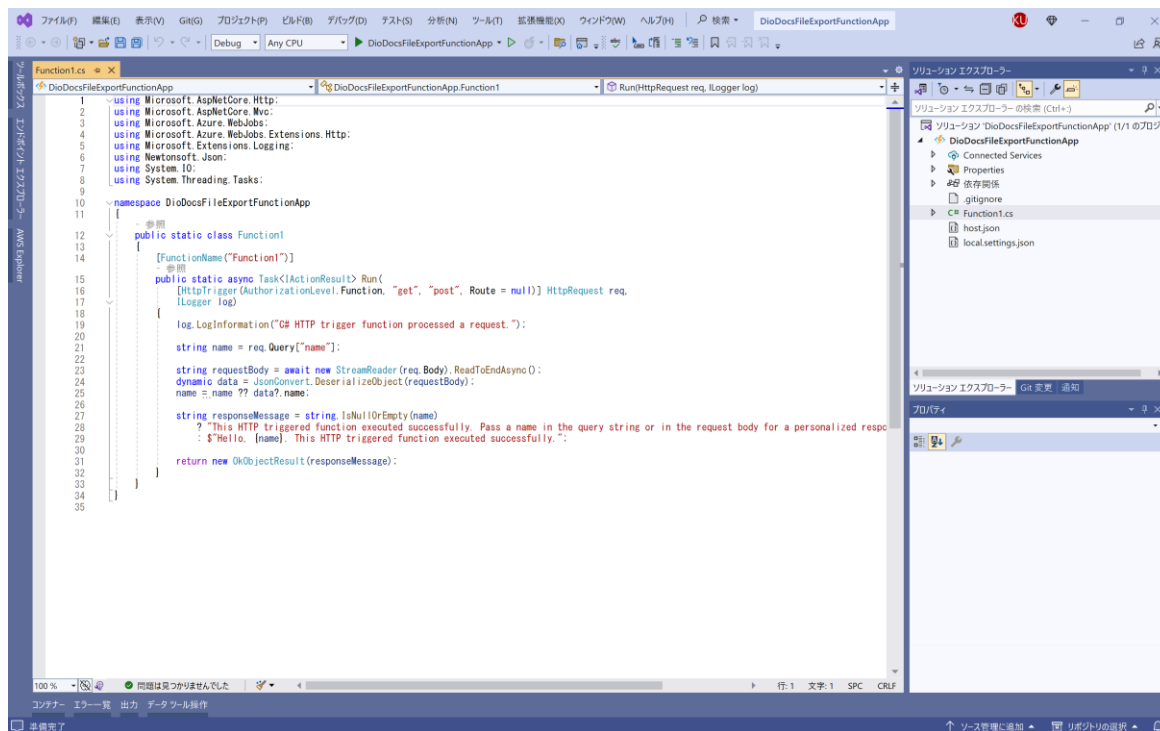 ファイル(F) 編集(E) 表示(V) Git(G) プロジェクト(P) ビルド(B) デバッグ(D) テスト(S) 分析(N) ツール(T) 拡張機能(X) ウィンドウ(W) ヘルプ(H) 検索 DioDocsFileExportFunctionApp KU
Debug Any CPU DioDocsFileExportFunctionApp
ツールボックス
エンドポイント エクスプローラー
AWS Explorer
Function1.cs
DioDocsFileExportFunctionApp DioDocsFileExportFunctionApp.Function1 Run(HttpRequest req, ILogger log)
1 using Microsoft.AspNetCore.Http;
2 using Microsoft.AspNetCore.Mvc;
3 using Microsoft.Azure.WebJobs;
4 using Microsoft.Azure.WebJobs.Extensions.Http;
5 using Microsoft.Extensions.Logging;
6 using Newtonsoft.Json;
7 using System.IO;
8 using System.Threading.Tasks;
9
10 namespace DioDocsFileExportFunctionApp
11 {
- 参照
12 public static class Function1
13 {
14 [FunctionName("Function1")]
- 参照
15 public static async Task<IActionResult> Run(
16 [HttpTrigger(AuthorizationLevel.Function, "get", "post", Route = null)] HttpRequest req,
17 ILogger log)
18 {
19 log.LogInformation("C# HTTP trigger function processed a request.");
20
21 string name = req.Query["name"];
22
23 string requestBody = await new StreamReader(req.Body).ReadToEndAsync();
24 dynamic data = JsonConvert.DeserializeObject(requestBody);
25 name = name ?? data?.name;
26
27 string responseMessage = string.IsNullOrEmpty(name)
28 ? "This HTTP triggered function executed successfully. Pass a name in the query string or in the request body for a personalized respo
29 : $"Hello, {name}. This HTTP triggered function executed successfully.";
30
31 return new OkObjectResult(responseMessage);
32 }
33 }
34 }
35
100 % 問題は見つかりませんでした 行: 1 文字: 1 SPC CRLF
ソリューション エクスプローラー
ソリューション エクスプローラー の検索 (Ctrl+;)
ソリューション 'DioDocsFileExportFunctionApp' (1/1 のプロジ
DioDocsFileExportFunctionApp
Connected Services
Properties
依存関係
.gitignore
C# Function1.cs
host.json
local.settings.json
ソリューション エクスプローラー Git 変更 通知
プロパティ
コンテナー エラー一覧 出力 データ ツール操作
準備完了 ソース管理に追加 リポジトリの選択